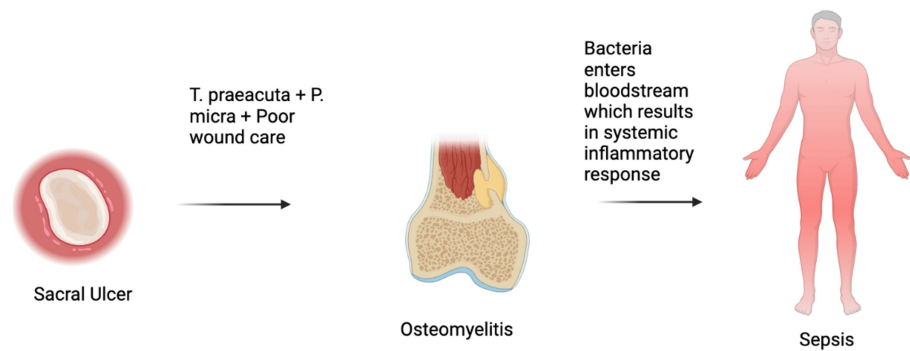 Sacral Ulcer
T. praeacuta + P.
micra + Poor
wound care
Osteomyelitis
Bacteria
enters
bloodstream
which results
in systemic
inflammatory
response
Sepsis